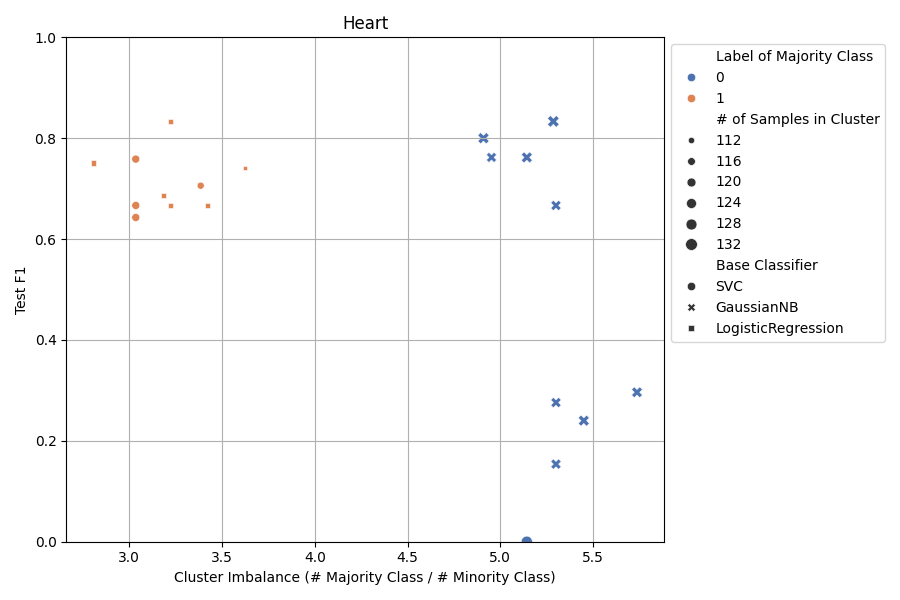 Heart
1.0
0.8
0.6
0.4
0.2
0.0
Test F1
3.0 3.5 4.0 4.5 5.0 5.5
Cluster Imbalance (# Majority Class / # Minority Class)
Label of Majority Class
0
1
# of Samples in Cluster
112
116
120
124
128
132
Base Classifier
SVC
GaussianNB
LogisticRegression